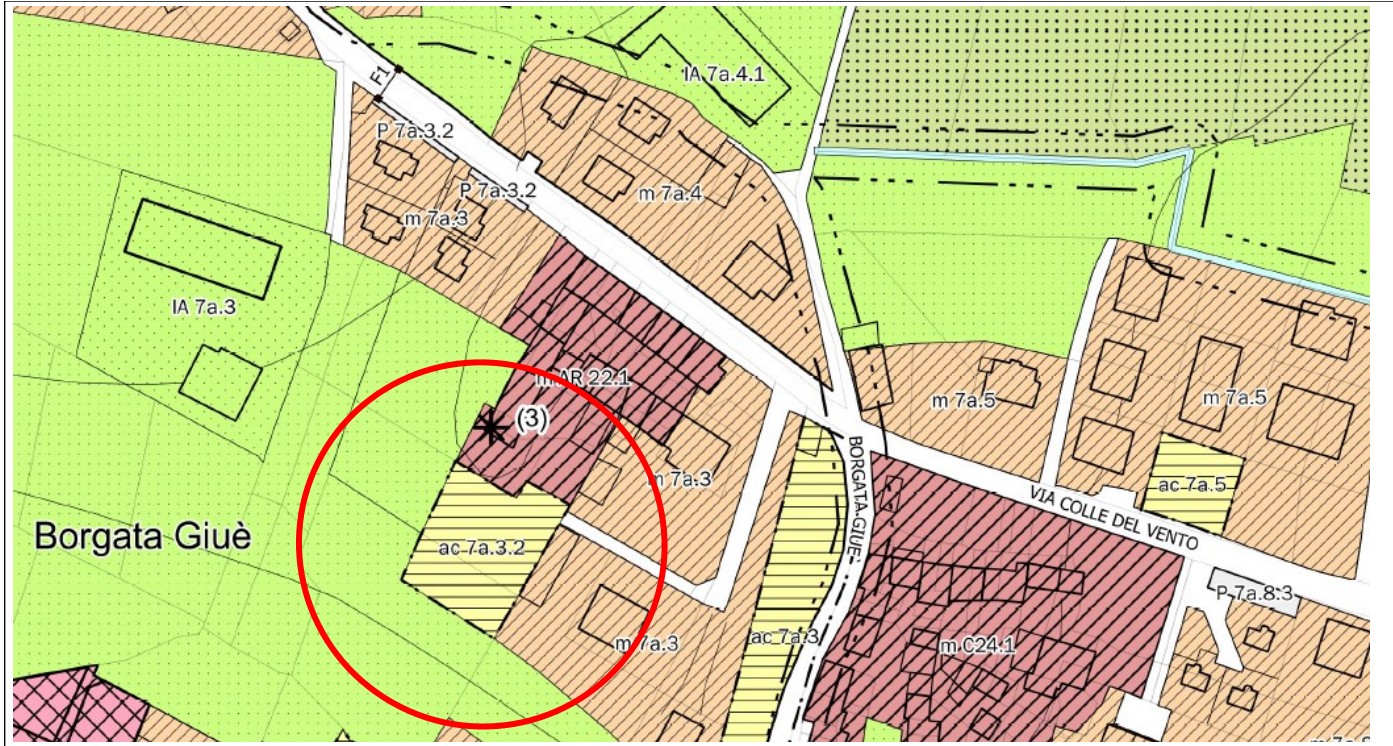 F1
IA 7a.4.1
P 7a.3.2
P 7a.3.2
m 7a.4
m 7a.3
IA 7a.3
m AR 22.1
(3)
m 7a.5
m 7a.5
m 7a.3
BORGATA GIUE'
ac 7a.5
VIA COLLE DEL VENTO
Borgata Giuè
ac 7a.3.2
P 7a.8.3
m 7a.3
ac 7a.3
m C24.1